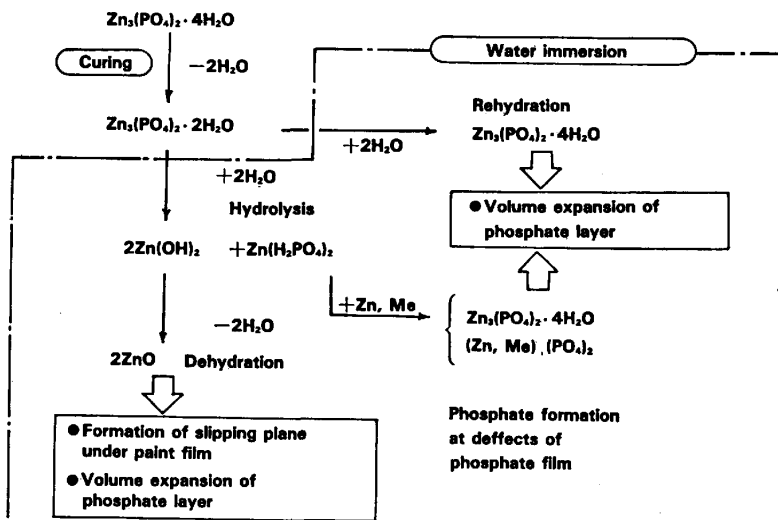 Zn₃(PO₄)₂·4H₂O
Curing
−2H₂O
Water immersion
Zn₃(PO₄)₂·2H₂O
+2H₂O
Rehydration
Zn₃(PO₄)₂·4H₂O
+2H₂O
Hydrolysis
● Volume expansion of
phosphate layer
2Zn(OH)₂ +Zn(H₂PO₄)₂
+Zn, Me
Zn₃(PO₄)₂·4H₂O
(Zn, Me) (PO₄)₂
−2H₂O
2ZnO Dehydration
● Formation of slipping plane
under paint film
● Volume expansion of
phosphate layer
Phosphate formation
at deffects of
phosphate film